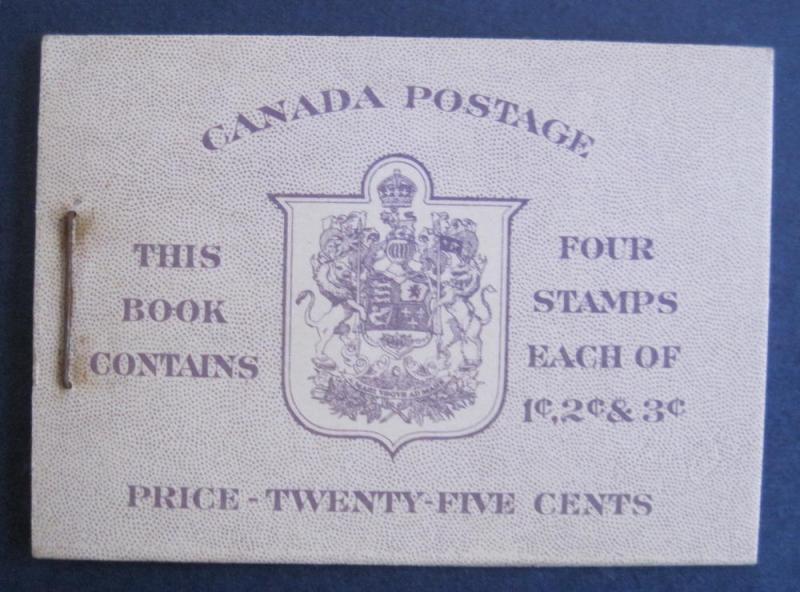 CANADA POSTAGE
THIS
BOOK
CONTAINS
FOUR
STAMPS
EACH OF
1¢, 2¢ & 3¢
PRICE - TWENTY-FIVE CENTS